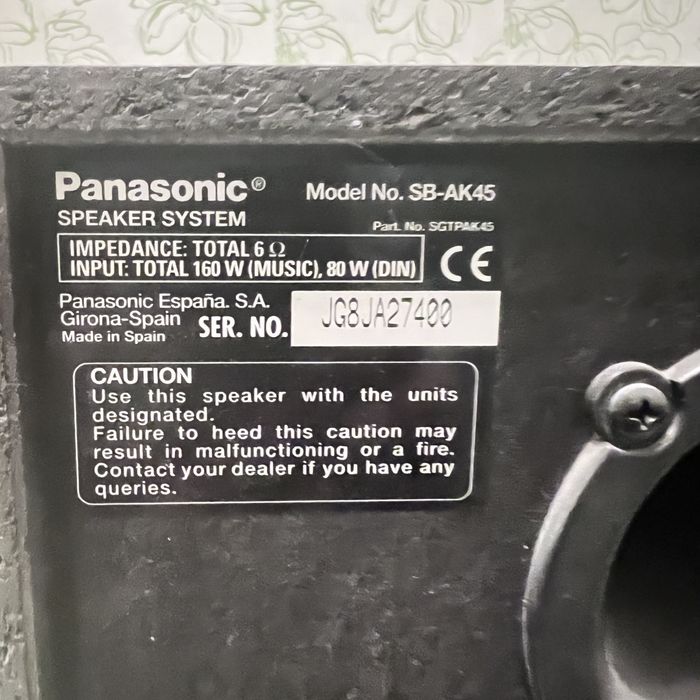 Panasonic®
Model No. SB-AK45
SPEAKER SYSTEM
Part. No. SGTPAK45
IMPEDANCE: TOTAL 6 Ω
INPUT: TOTAL 160 W (MUSIC), 80 W (DIN)
CE
Panasonic España. S.A.
Girona-Spain
Made in Spain
SER. NO. JG8JA27400
CAUTION
Use this speaker with the units
designated.
Failure to heed this caution may
result in malfunctioning or a fire.
Contact your dealer if you have any
queries.